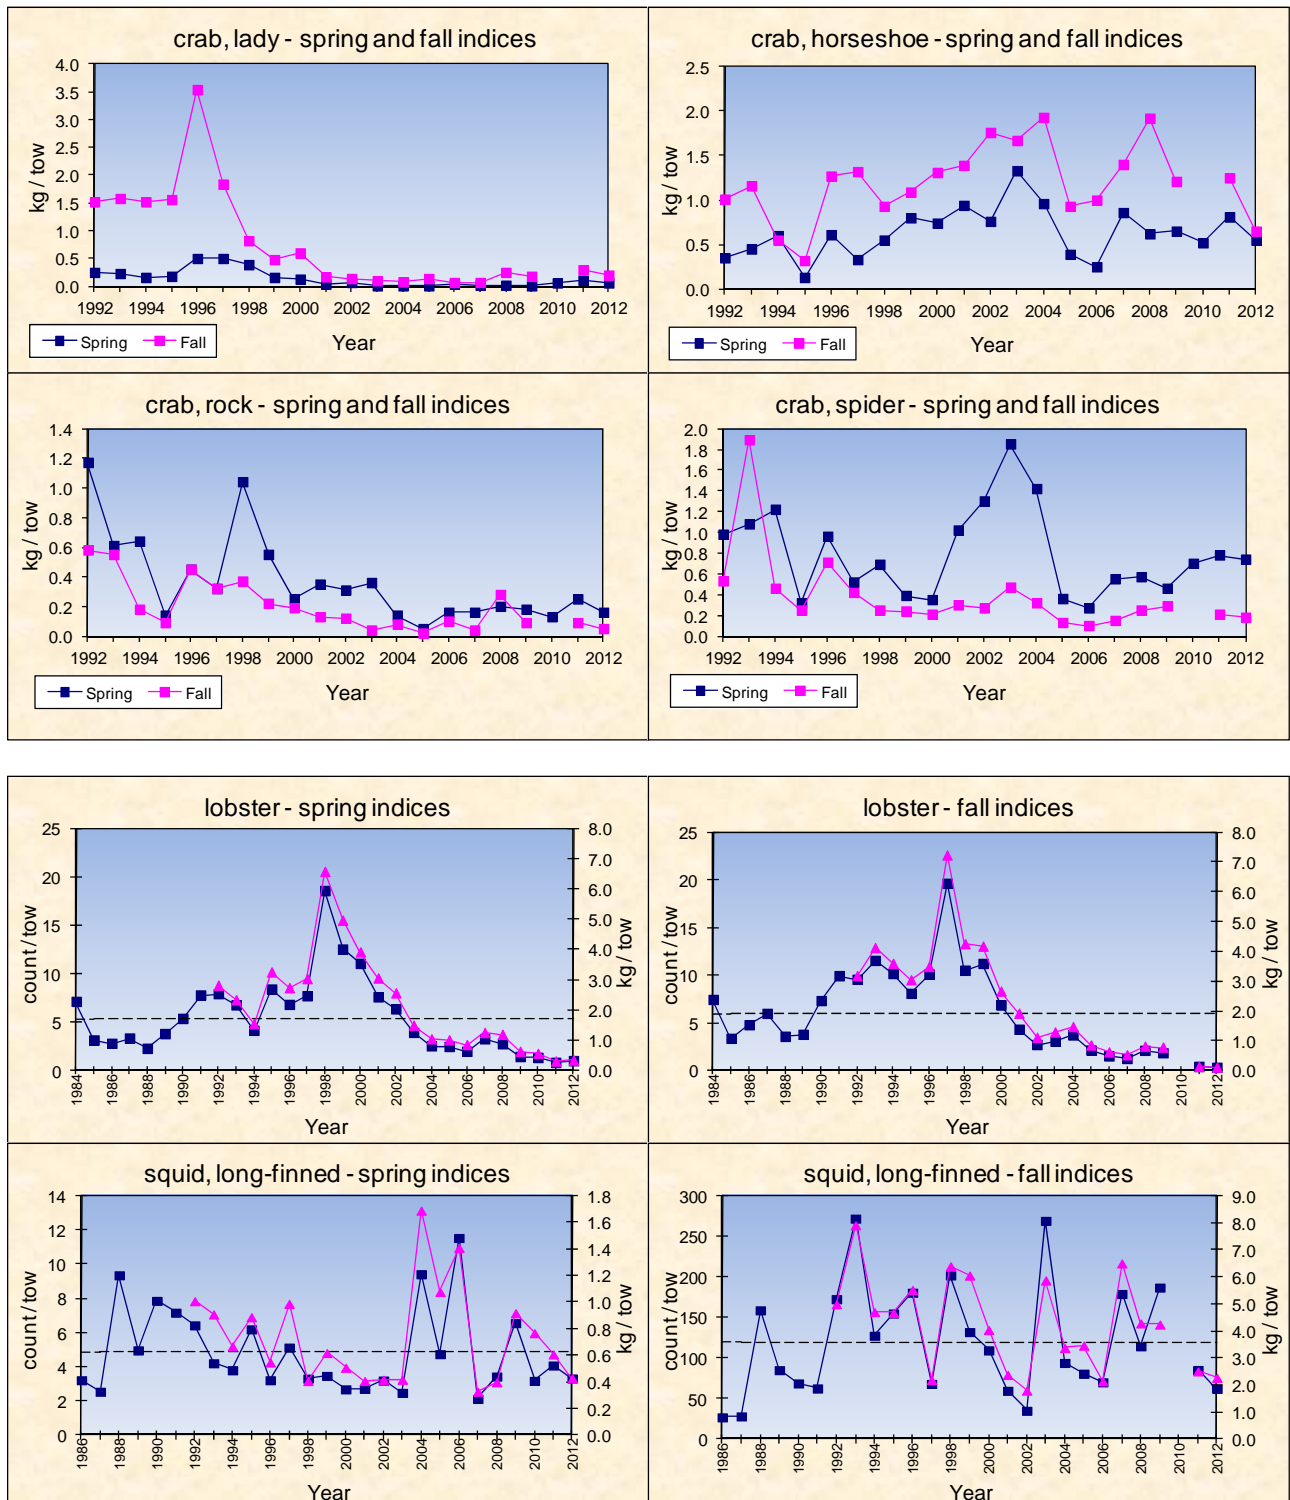 crab, lady - spring and fall indices
4.0
3.5
3.0
2.5
2.0
1.5
1.0
0.5
0.0
kg / tow
1992 1994 1996 1998 2000 2002 2004 2006 2008 2010 2012
Year
Spring Fall
crab, horseshoe - spring and fall indices
2.5
2.0
1.5
1.0
0.5
0.0
kg / tow
1992 1994 1996 1998 2000 2002 2004 2006 2008 2010 2012
Year
Spring Fall
crab, rock - spring and fall indices
1.4
1.2
1.0
0.8
0.6
0.4
0.2
0.0
kg / tow
1992 1994 1996 1998 2000 2002 2004 2006 2008 2010 2012
Year
Spring Fall
crab, spider - spring and fall indices
2.0
1.8
1.6
1.4
1.2
1.0
0.8
0.6
0.4
0.2
0.0
kg / tow
1992 1994 1996 1998 2000 2002 2004 2006 2008 2010 2012
Year
Spring Fall
lobster - spring indices
25
20
15
10
5
0
count / tow
8.0
7.0
6.0
5.0
4.0
3.0
2.0
1.0
0.0
kg / tow
1984 1986 1988 1990 1992 1994 1996 1998 2000 2002 2004 2006 2008 2010 2012
Year
lobster - fall indices
25
20
15
10
5
0
count / tow
8.0
7.0
6.0
5.0
4.0
3.0
2.0
1.0
0.0
kg / tow
1984 1986 1988 1990 1992 1994 1996 1998 2000 2002 2004 2006 2008 2010 2012
Year
squid, long-finned - spring indices
14
12
10
8
6
4
2
0
count / tow
1.8
1.6
1.4
1.2
1.0
0.8
0.6
0.4
0.2
0.0
kg / tow
1986 1988 1990 1992 1994 1996 1998 2000 2002 2004 2006 2008 2010 2012
Year
squid, long-finned - fall indices
300
250
200
150
100
50
0
count / tow
9.0
8.0
7.0
6.0
5.0
4.0
3.0
2.0
1.0
0.0
kg / tow
1986 1988 1990 1992 1994 1996 1998 2000 2002 2004 2006 2008 2010 2012
Year